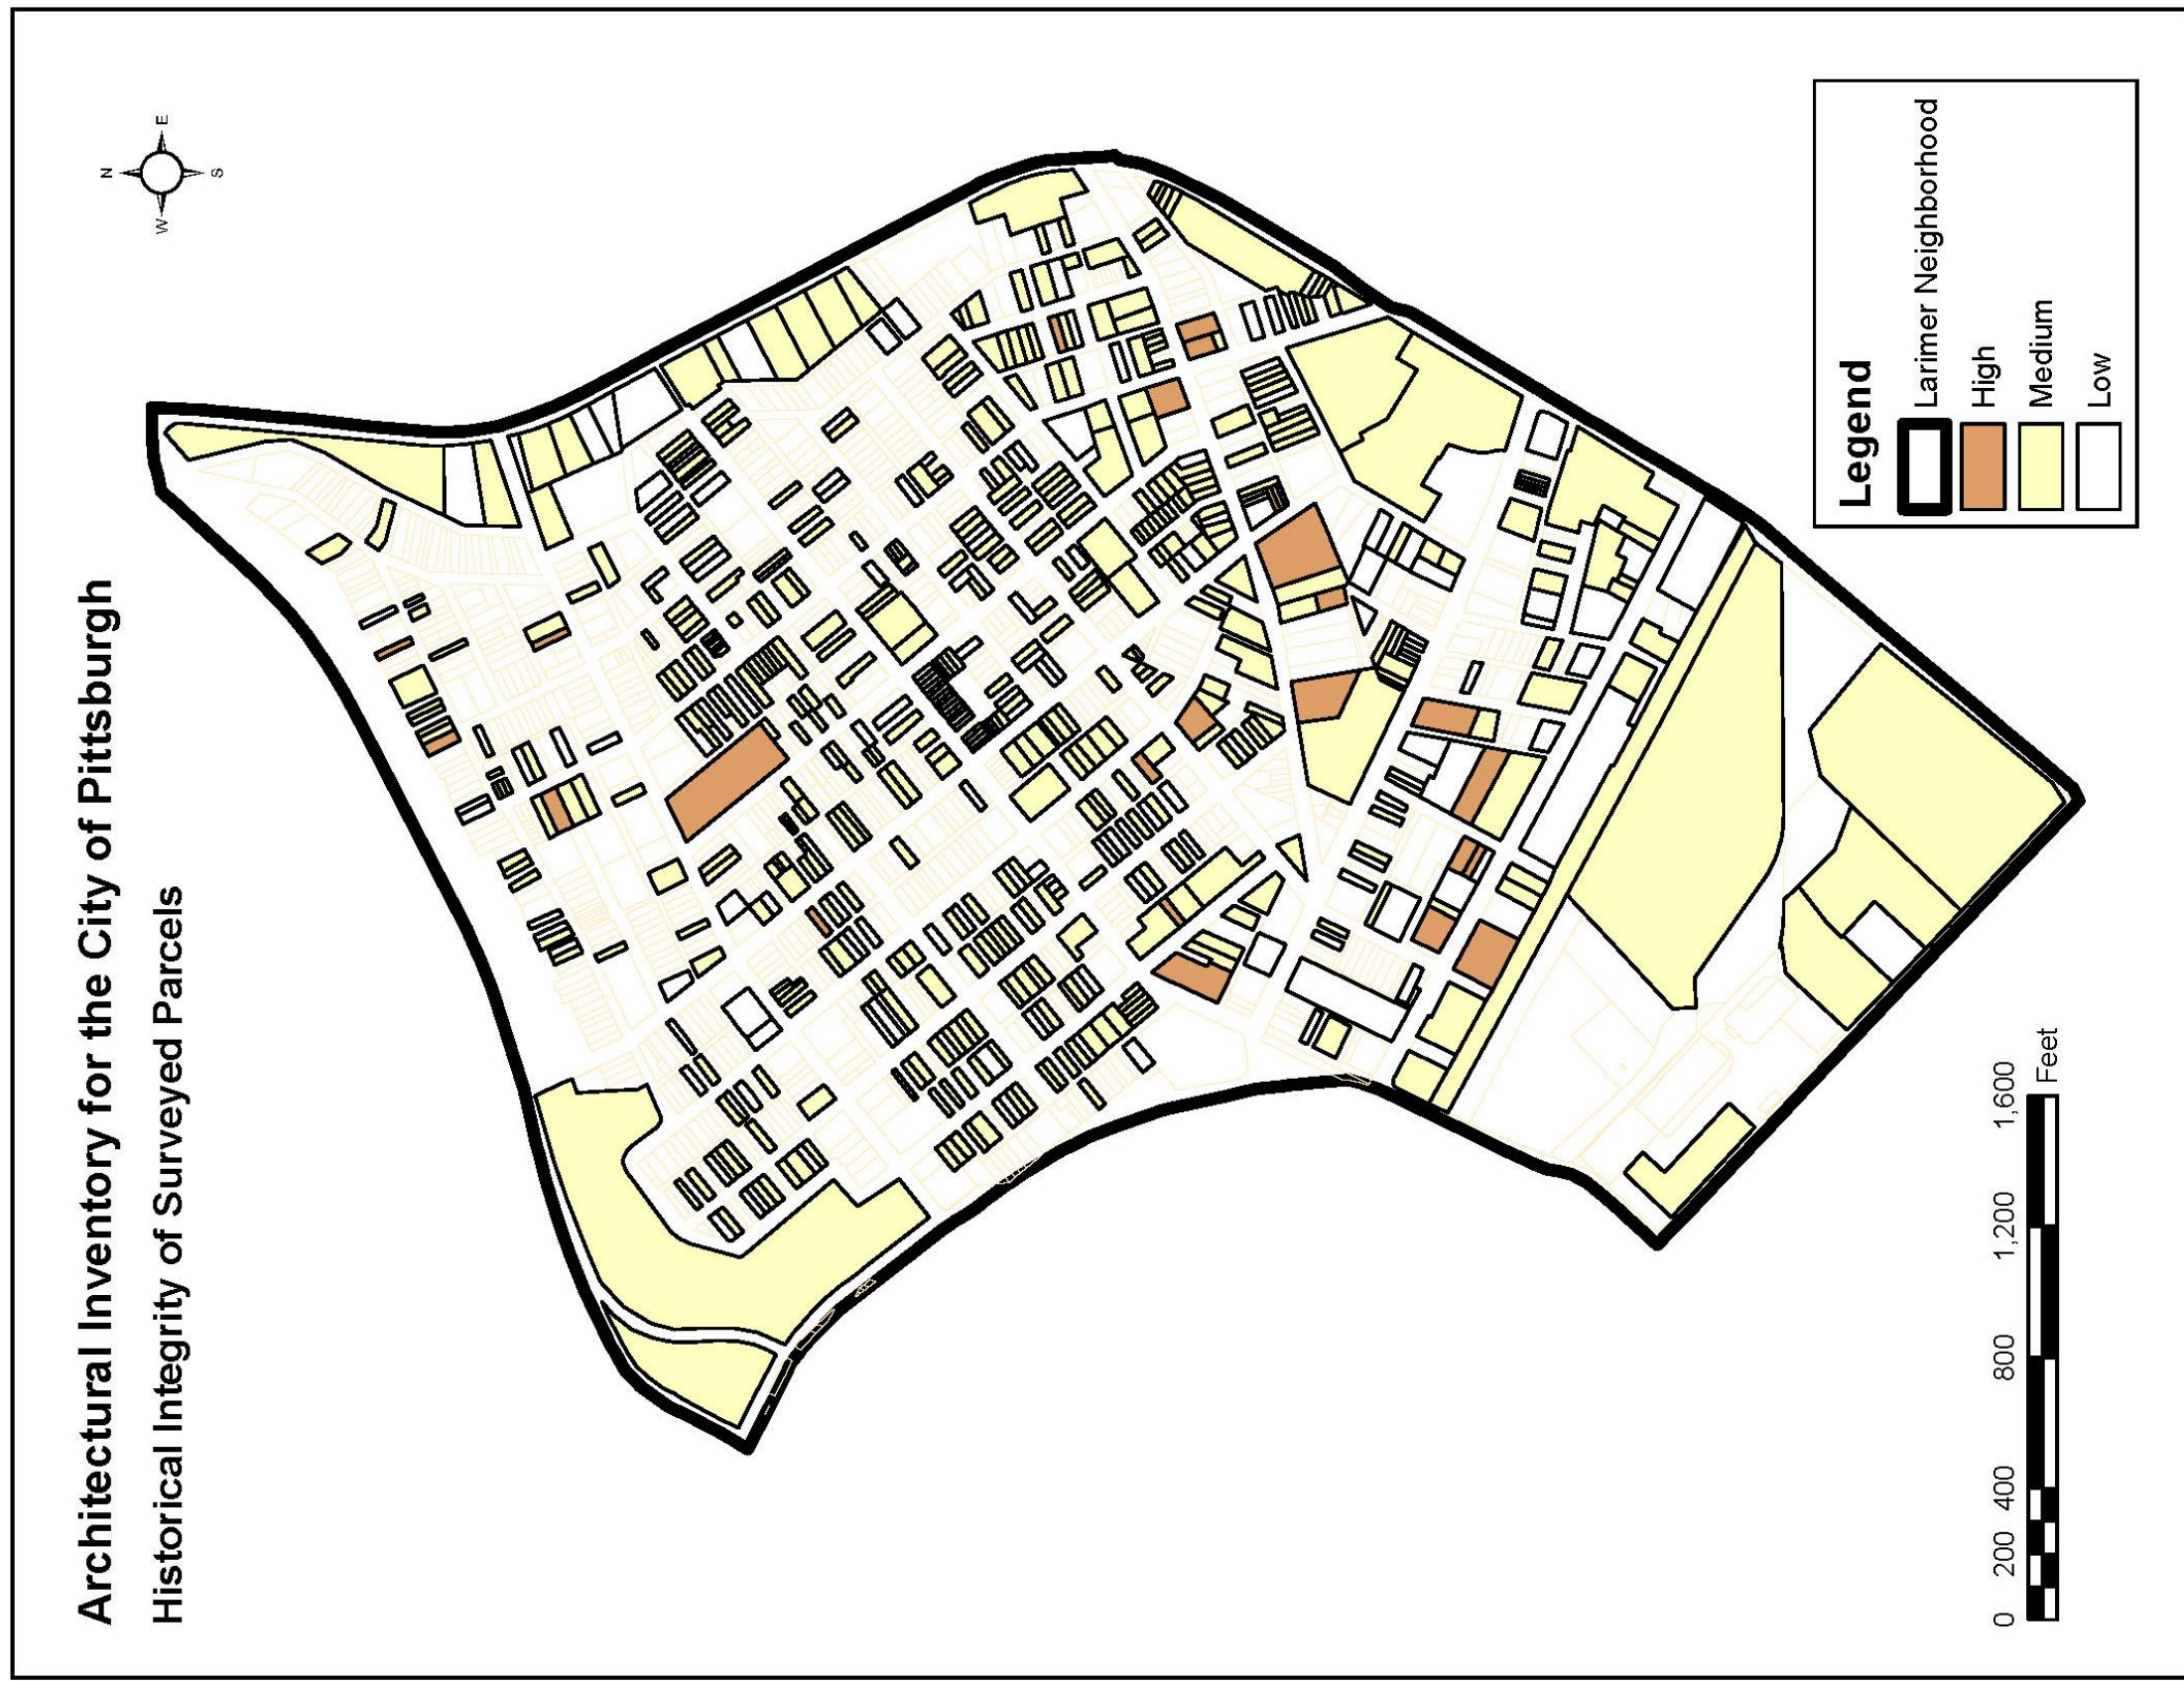 Architectural Inventory for the City of Pittsburgh
Historical Integrity of Surveyed Parcels
N
W E
S
Legend
Larimer Neighborhood
High
Medium
Low
0 200 400 800 1,200 1,600
Feet